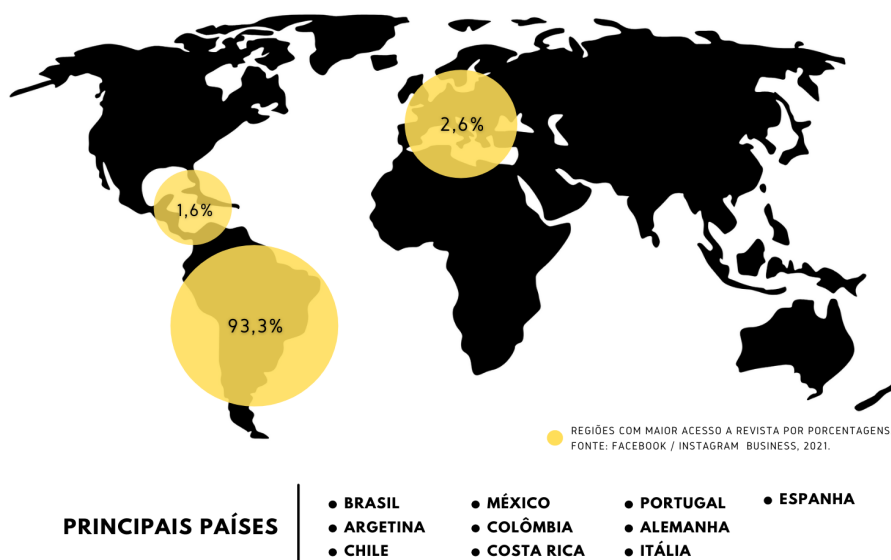 2,6%
1,6%
93,3%
REGIÕES COM MAIOR ACESSO A REVISTA POR PORCENTAGENS
FONTE: FACEBOOK / INSTAGRAM BUSINESS, 2021.
PRINCIPAIS PAÍSES
• BRASIL
• ARGETINA
• CHILE
• MÉXICO
• COLÔMBIA
• COSTA RICA
• PORTUGAL
• ALEMANHA
• ITÁLIA
• ESPANHA